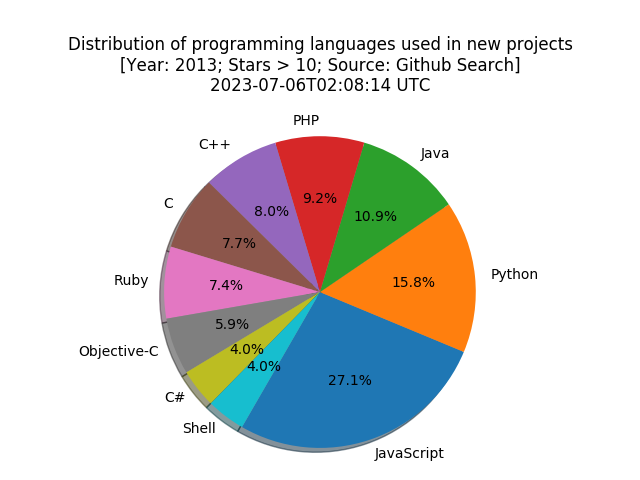 Distribution of programming languages used in new projects
[Year: 2013; Stars > 10; Source: Github Search]
2023-07-06T02:08:14 UTC
PHP
C++
Java
C
9.2%
8.0%
10.9%
7.7%
Python
Ruby
7.4%
15.8%
5.9%
Objective-C
4.0%
4.0%
27.1%
C#
Shell
JavaScript